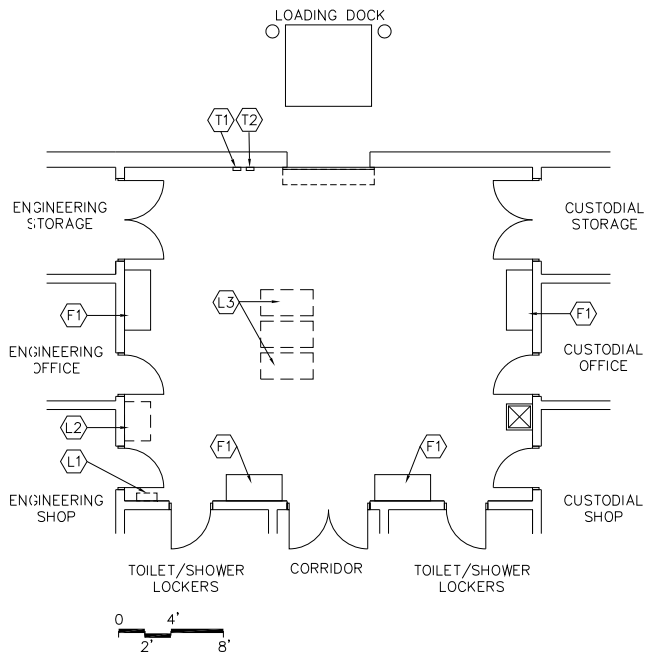 LOADING DOCK
T1 T2
ENGINEERING
STORAGE
CUSTODIAL
STORAGE
L3
F1
F1
ENGINEERING
OFFICE
CUSTODIAL
OFFICE
L2
F1
F1
L1
ENGINEERING
SHOP
CUSTODIAL
SHOP
TOILET/SHOWER
LOCKERS
CORRIDOR
TOILET/SHOWER
LOCKERS
0 4'
2' 8'